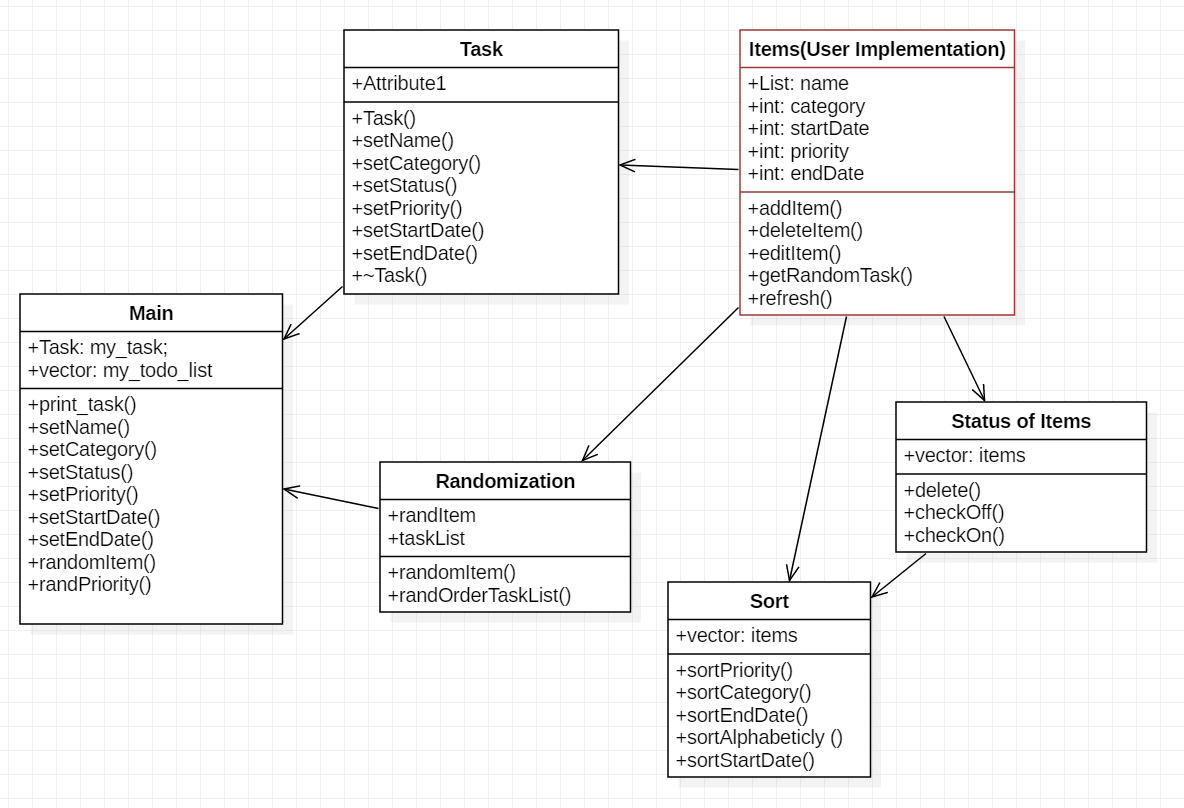 Task
+Attribute1
+Task()
+setName()
+setCategory()
+setStatus()
+setPriority()
+setStartDate()
+setEndDate()
+~Task()
Items(User Implementation)
+List: name
+int: category
+int: startDate
+int: priority
+int: endDate
+addItem()
+deleteItem()
+editItem()
+getRandomTask()
+refresh()
Main
+Task: my_task;
+vector: my_todo_list
+print_task()
+setName()
+setCategory()
+setStatus()
+setPriority()
+setStartDate()
+setEndDate()
+randomItem()
+randPriority()
Randomization
+randItem
+taskList
+randomItem()
+randOrderTaskList()
Status of Items
+vector: items
+delete()
+checkOff()
+checkOn()
Sort
+vector: items
+sortPriority()
+sortCategory()
+sortEndDate()
+sortAlphabeticly ()
+sortStartDate()